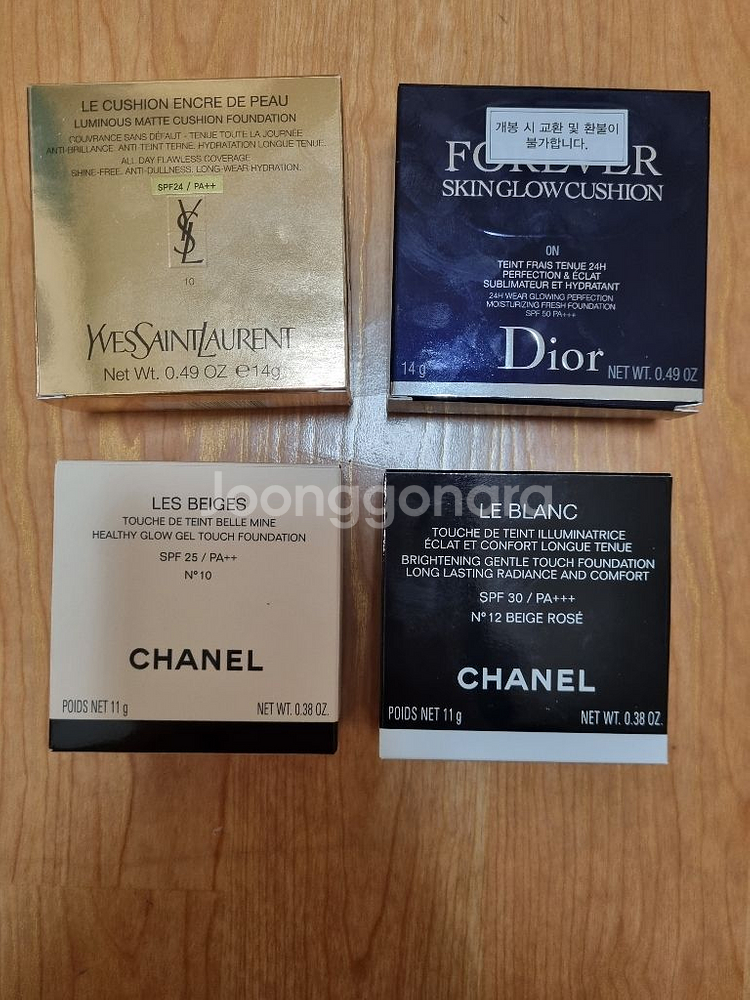 LE CUSHION ENCRE DE PEAU
LUMINOUS MATTE CUSHION FOUNDATION
COUVRANCE SANS DÉFAUT - TENUE TOUTE LA JOURNÉE
ANTI-BRILLANCE. ANTI TEINT TERNE. HYDRATATION LONGUE TENUE.
ALL DAY FLAWLESS COVERAGE
SHINE-FREE. ANTI-DULLNESS. LONG-WEAR HYDRATION.
SPF24 / PA++
YSL
10
YVESSAINTLAURENT
Net Wt. 0.49 OZ e14g
개봉 시 교환 및 환불이
불가합니다.
FOREVER
SKIN GLOW CUSHION
0N
TEINT FRAIS TENUE 24H
PERFECTION & ÉCLAT
SUBLIMATEUR ET HYDRATANT
24H WEAR GLOWING PERFECTION
MOISTURIZING FRESH FOUNDATION
SPF 50 PA+++
Dior
14 g
NET WT. 0.49 OZ
Joonggonara
LES BEIGES
TOUCHE DE TEINT BELLE MINE
HEALTHY GLOW GEL TOUCH FOUNDATION
SPF 25 / PA++
N°10
CHANEL
POIDS NET 11 g
NET WT. 0.38 OZ.
LE BLANC
TOUCHE DE TEINT ILLUMINATRICE
ÉCLAT ET CONFORT LONGUE TENUE
BRIGHTENING GENTLE TOUCH FOUNDATION
LONG LASTING RADIANCE AND COMFORT
SPF 30 / PA+++
N°12 BEIGE ROSÉ
CHANEL
POIDS NET 11 g
NET WT. 0.38 OZ.